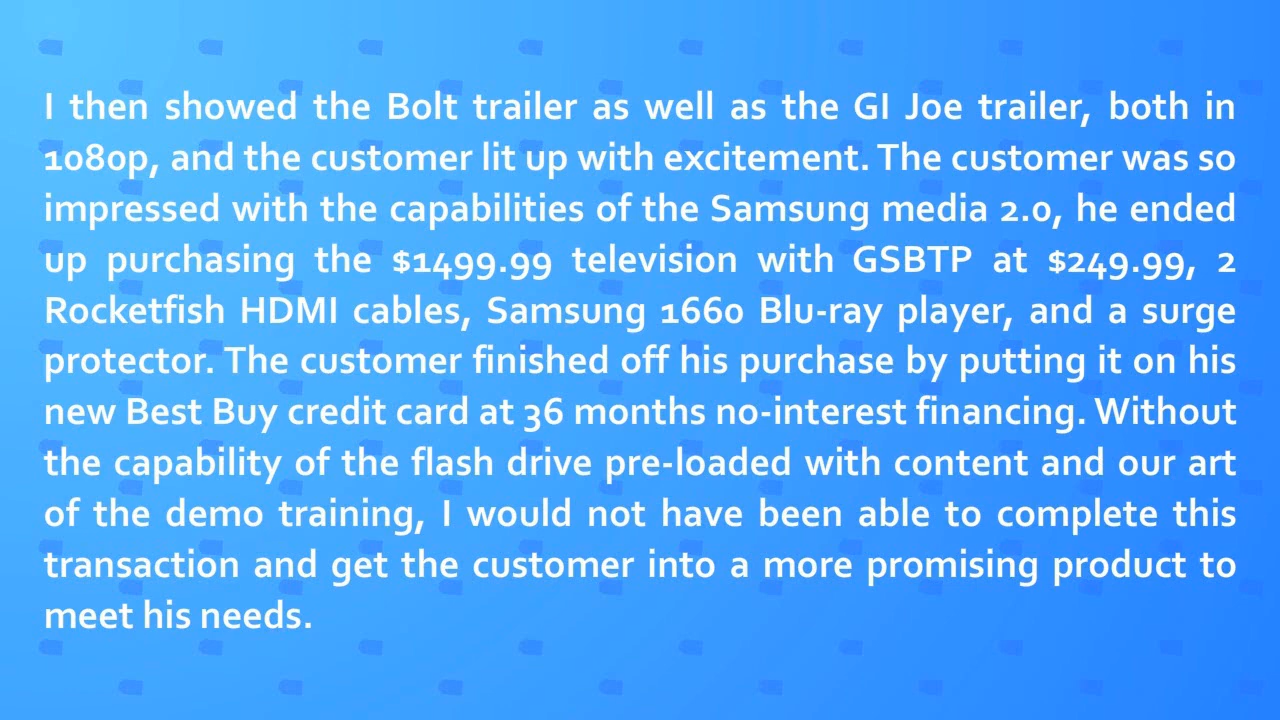 I then showed the Bolt trailer as well as the GI Joe trailer, both in
1080p, and the customer lit up with excitement. The customer was so
impressed with the capabilities of the Samsung media 2.0, he ended
up purchasing the $1499.99 television with GSBTP at $249.99, 2
Rocketfish HDMI cables, Samsung 1660 Blu-ray player, and a surge
protector. The customer finished off his purchase by putting it on his
new Best Buy credit card at 36 months no-interest financing. Without
the capability of the flash drive pre-loaded with content and our art
of the demo training, I would not have been able to complete this
transaction and get the customer into a more promising product to
meet his needs.